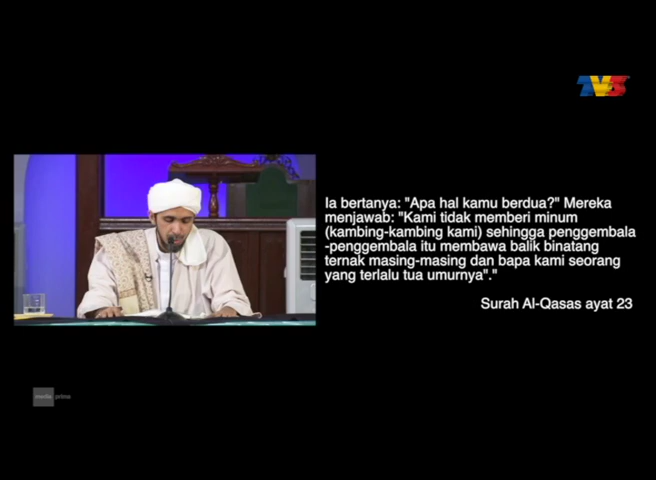 TV3
Ia bertanya: "Apa hal kamu berdua?" Mereka
menjawab: "Kami tidak memberi minum
(kambing-kambing kami) sehingga penggembala
-penggembala itu membawa balik binatang
ternak masing-masing dan bapa kami seorang
yang terlalu tua umurnya"."
Surah Al-Qasas ayat 23
media prima